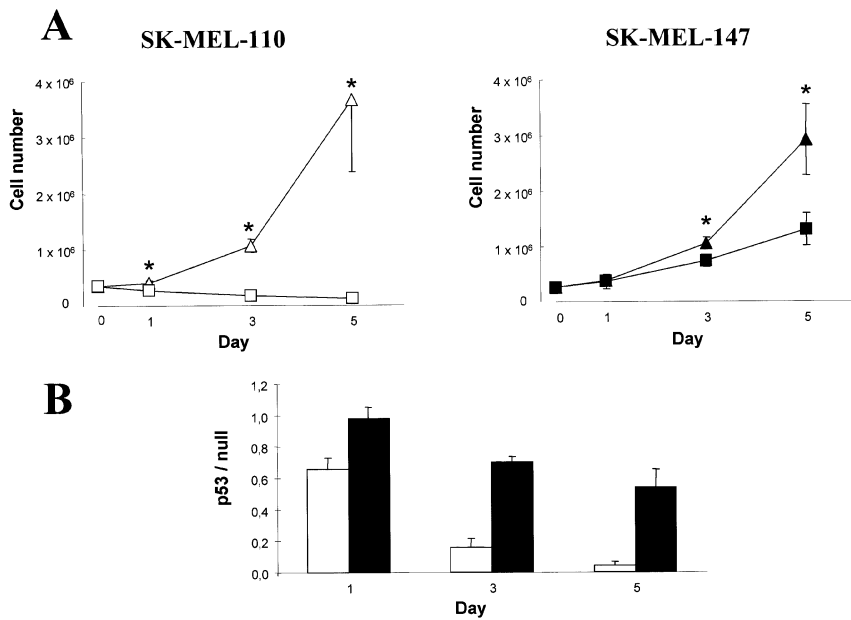 A
SK-MEL-110
SK-MEL-147
Cell number
4 x 10⁶
3 x 10⁶
2 x 10⁶
1 x 10⁶
0
*
*
*
0 1 3 5
Day
Cell number
4 x 10⁶
3 x 10⁶
2 x 10⁶
1 x 10⁶
0
*
*
0 1 3 5
Day
B
p53 / null
1,2
1,0
0,8
0,6
0,4
0,2
0,0
1 3 5
Day